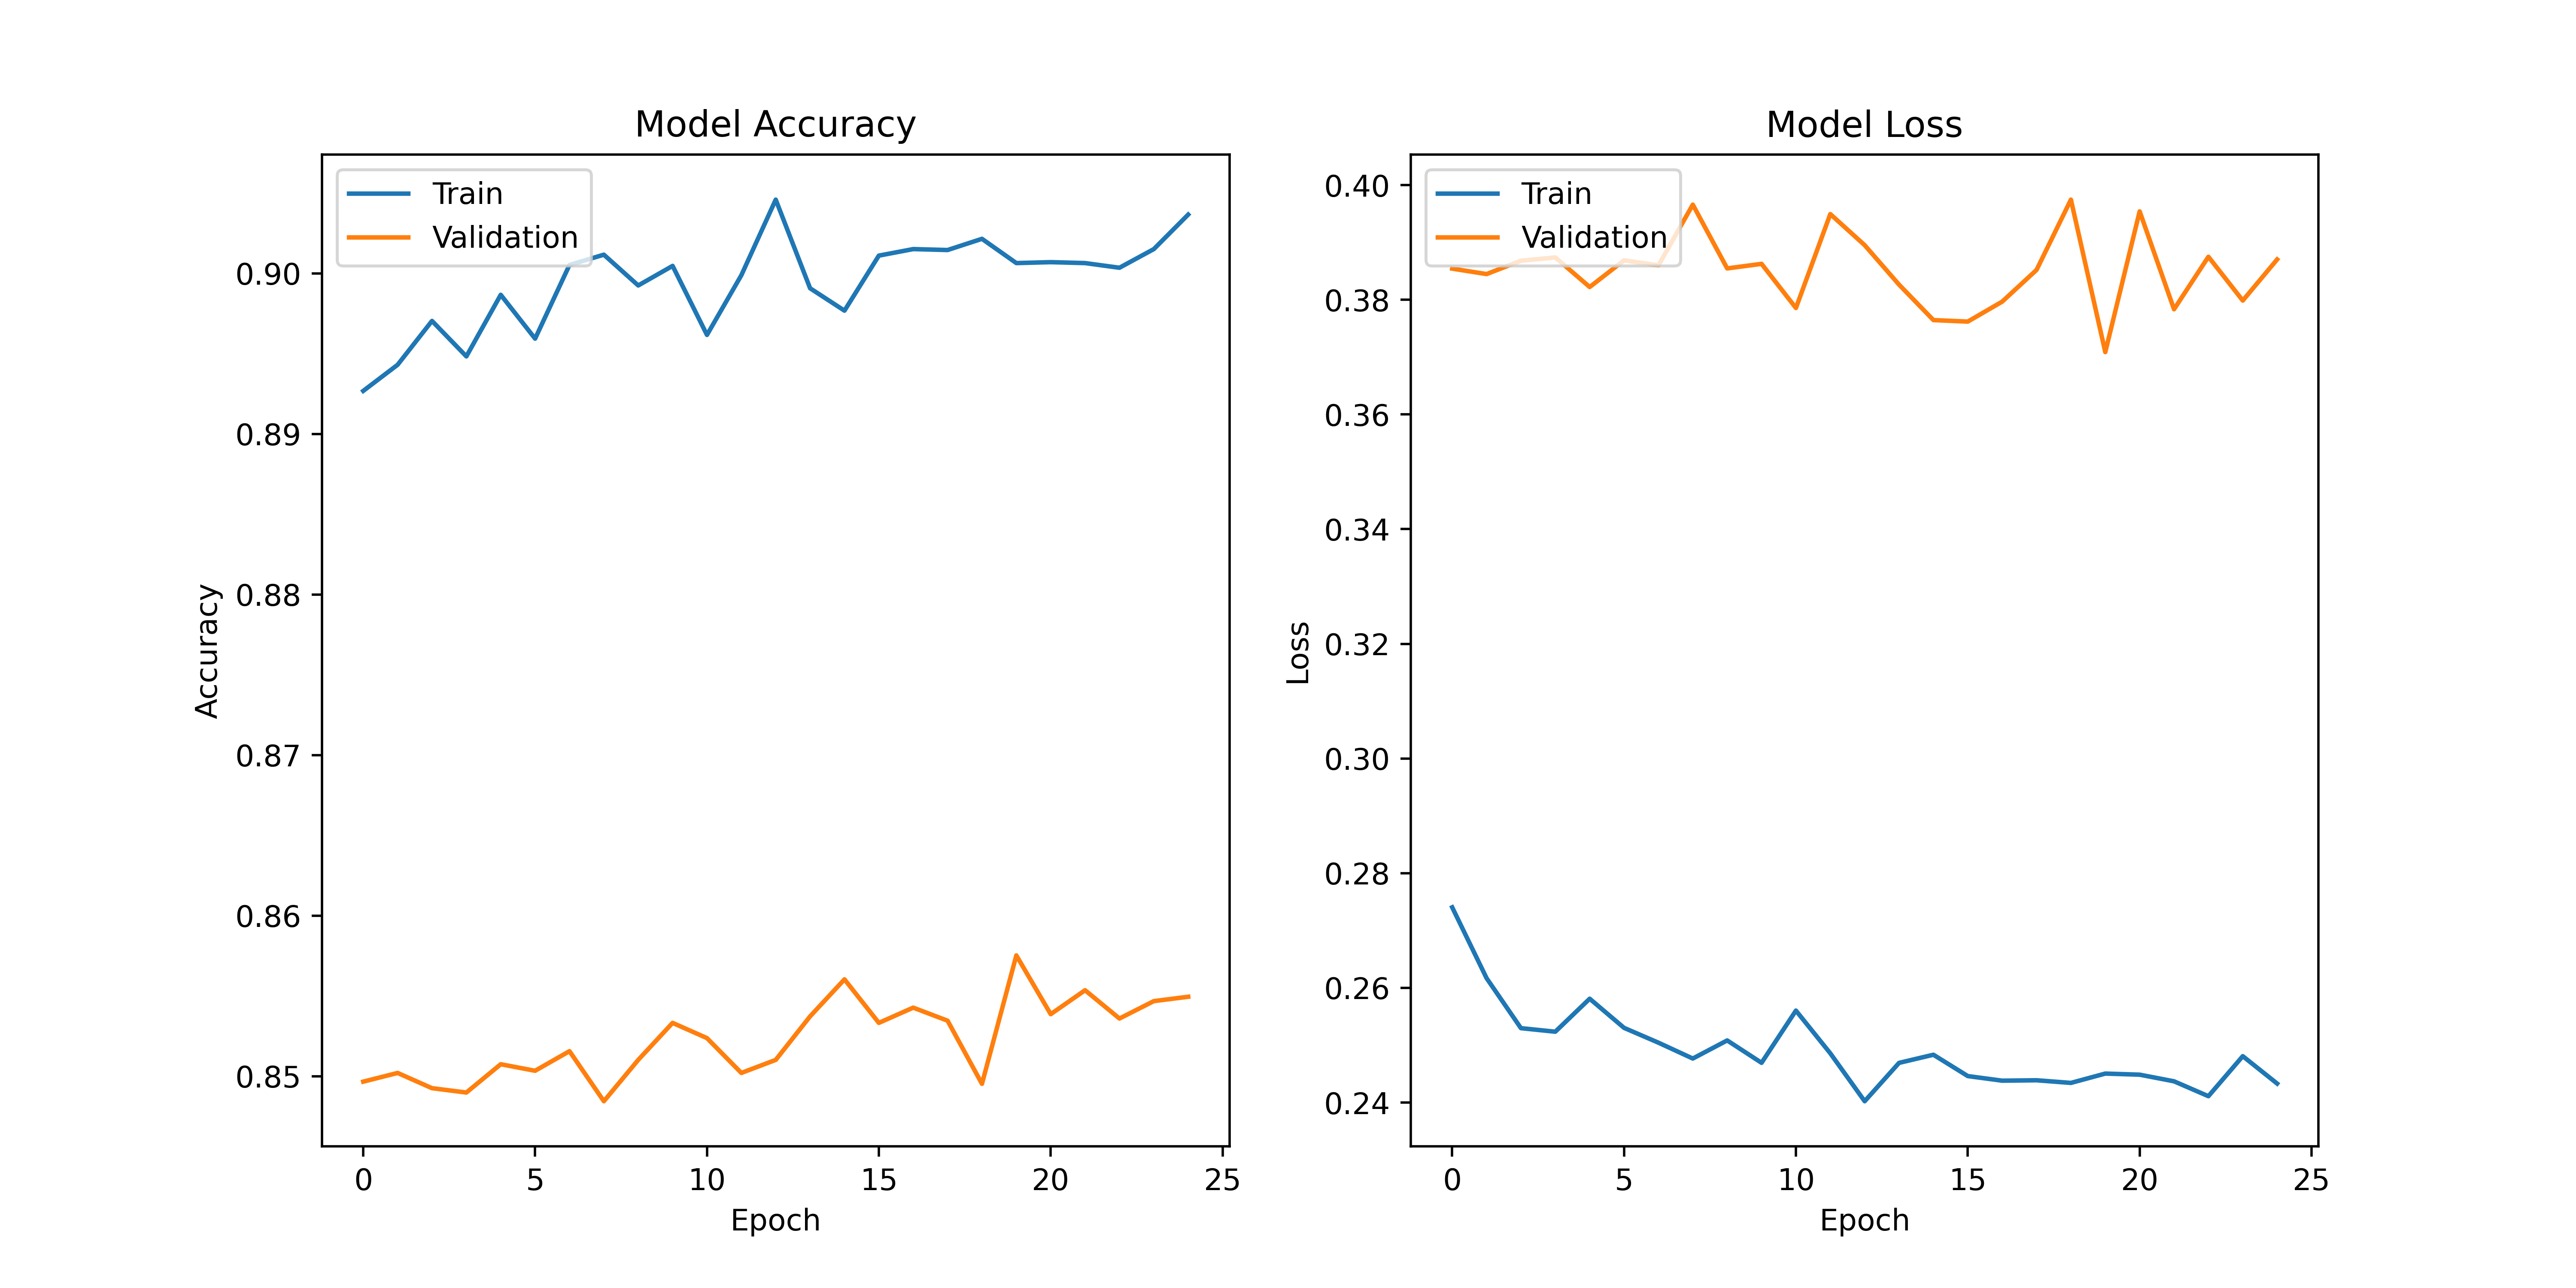 Model Accuracy
Train
Validation
0.90
0.89
0.88
0.87
0.86
0.85
Accuracy
0 5 10 15 20 25
Epoch
Model Loss
Train
Validation
0.40
0.38
0.36
0.34
0.32
0.30
0.28
0.26
0.24
Loss
0 5 10 15 20 25
Epoch